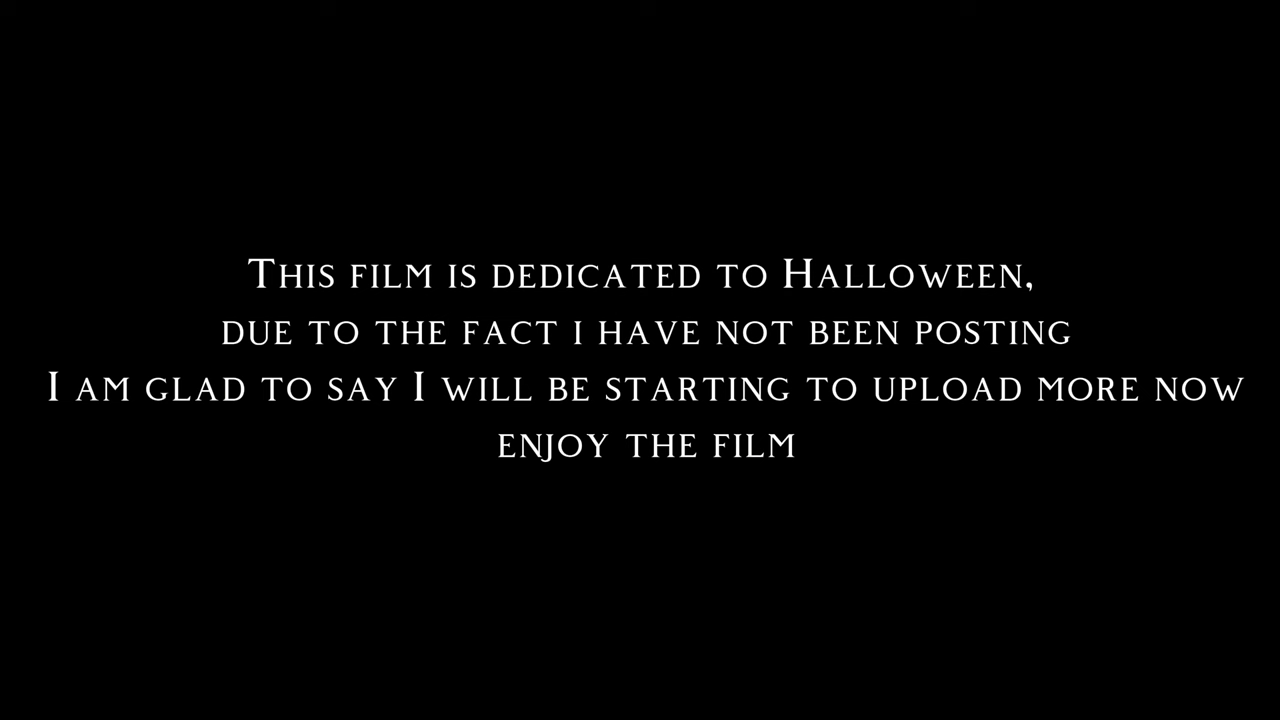 This film is dedicated to Halloween,
due to the fact i have not been posting
I am glad to say I will be starting to upload more now
enjoy the film